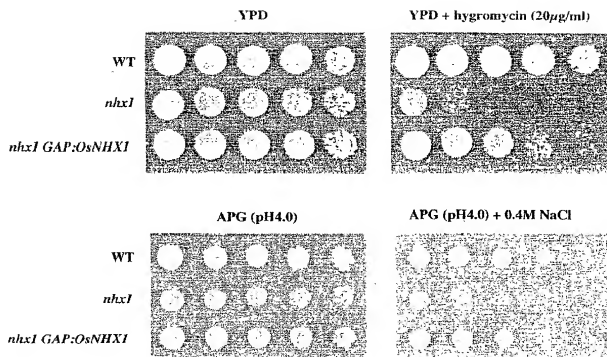 YPD
YPD + hygromycin (20µg/ml)
WT
nhx1
nhx1 GAP:OsNHX1
APG (pH4.0)
APG (pH4.0) + 0.4M NaCl
WT
nhx1
nhx1 GAP:OsNHX1